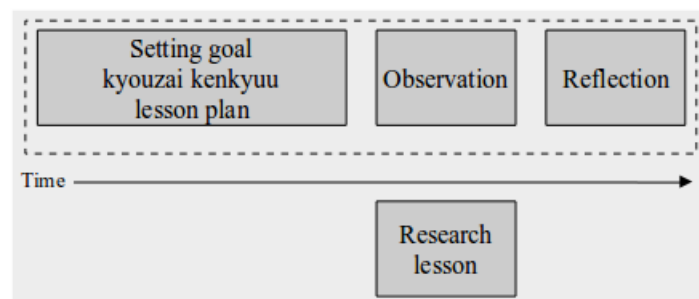 Setting goal
kyouzai kenkyuu
lesson plan
Observation
Reflection
Time
Research
lesson